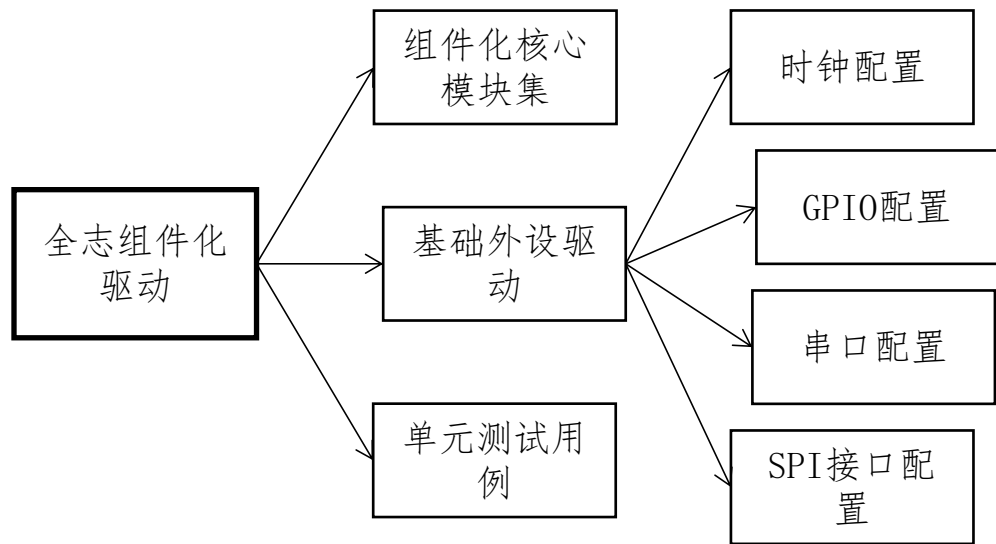 全志组件化
驱动
组件化核心
模块集
基础外设驱
动
单元测试用
例
时钟配置
GPIO配置
串口配置
SPI接口配
置